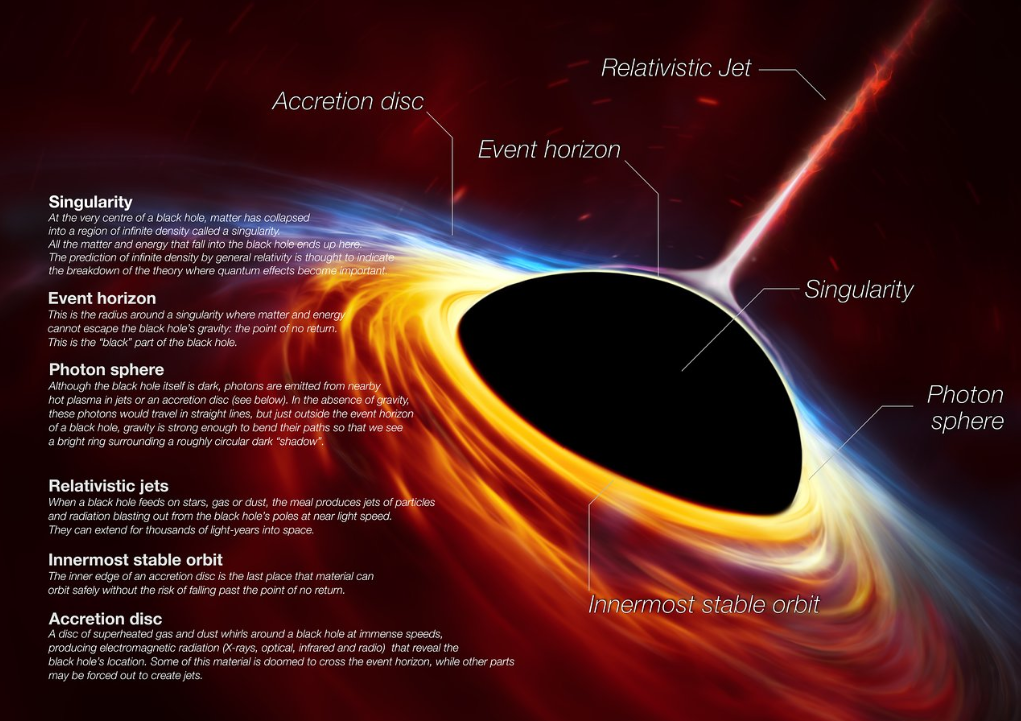 Relativistic Jet
Accretion disc
Event horizon
Singularity
Photon
sphere
Innermost stable orbit
Singularity
At the very centre of a black hole, matter has collapsed
into a region of infinite density called a singularity.
All the matter and energy that fall into the black hole ends up here.
The prediction of infinite density by general relativity is thought to indicate
the breakdown of the theory where quantum effects become important.
Event horizon
This is the radius around a singularity where matter and energy
cannot escape the black hole's gravity: the point of no return.
This is the "black" part of the black hole.
Photon sphere
Although the black hole itself is dark, photons are emitted from nearby
hot plasma in jets or an accretion disc (see below). In the absence of gravity,
these photons would travel in straight lines, but just outside the event horizon
of a black hole, gravity is strong enough to bend their paths so that we see
a bright ring surrounding a roughly circular dark "shadow".
Relativistic jets
When a black hole feeds on stars, gas or dust, the meal produces jets of particles
and radiation blasting out from the black hole's poles at near light speed.
They can extend for thousands of light-years into space.
Innermost stable orbit
The inner edge of an accretion disc is the last place that material can
orbit safely without the risk of falling past the point of no return.
Accretion disc
A disc of superheated gas and dust whirls around a black hole at immense speeds,
producing electromagnetic radiation (X-rays, optical, infrared and radio) that reveal the
black hole's location. Some of this material is doomed to cross the event horizon, while other parts
may be forced out to create jets.